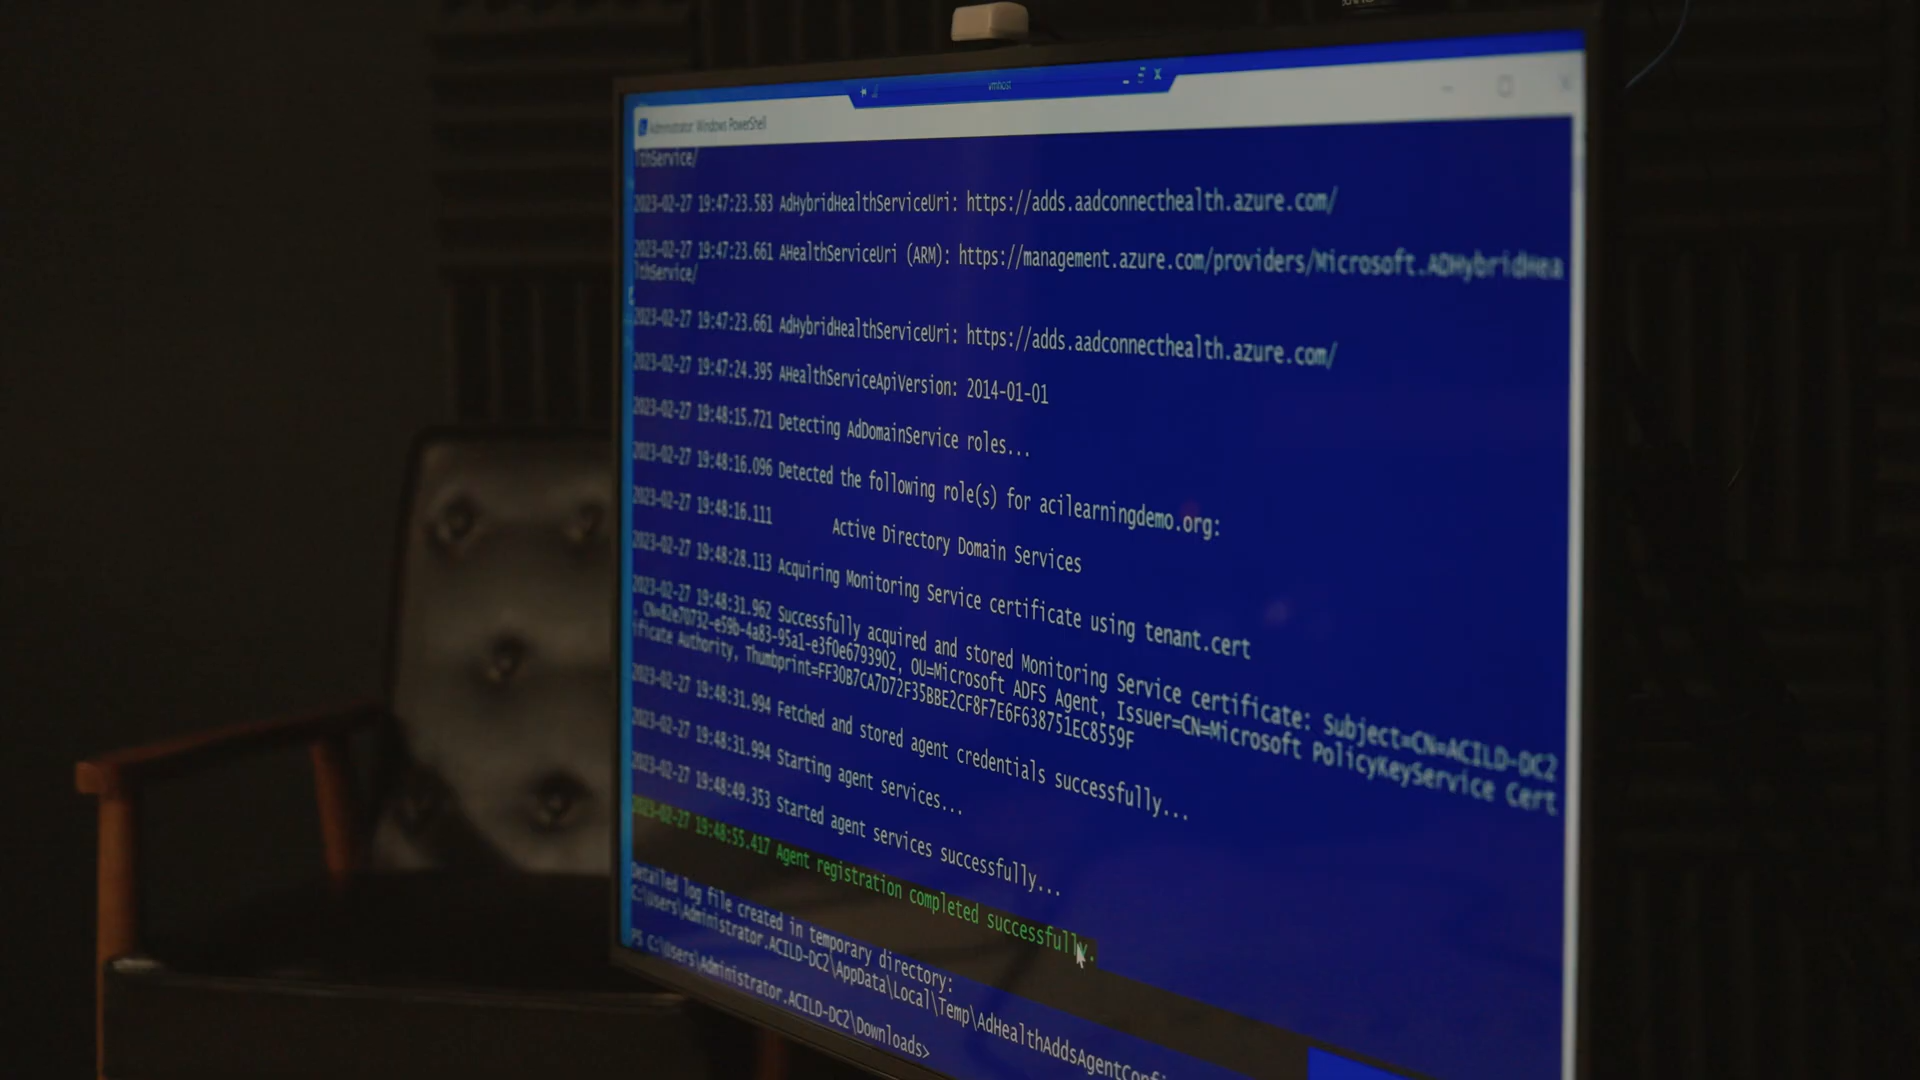 vmhost
Administrator: Windows PowerShell
lthService/
2023-02-27 19:47:23.583 AdHybridHealthServiceUri: https://adds.aadconnecthealth.azure.com/
2023-02-27 19:47:23.661 AHealthServiceUri (ARM): https://management.azure.com/providers/Microsoft.ADHybridHea
lthService/
2023-02-27 19:47:23.661 AdHybridHealthServiceUri: https://adds.aadconnecthealth.azure.com/
2023-02-27 19:47:24.395 AHealthServiceApiVersion: 2014-01-01
2023-02-27 19:48:15.721 Detecting AdDomainService roles...
2023-02-27 19:48:16.096 Detected the following role(s) for acilearningdemo.org:
2023-02-27 19:48:16.111 Active Directory Domain Services
2023-02-27 19:48:28.113 Acquiring Monitoring Service certificate using tenant.cert
2023-02-27 19:48:31.962 Successfully acquired and stored Monitoring Service certificate: Subject=CN=ACILD-DC2
, CN=82e70732-e59b-4a83-95a1-e3f0e6793902, OU=Microsoft ADFS Agent, Issuer=CN=Microsoft PolicyKeyService Cert
ificate Authority, Thumbprint=FF30B7CA7D72F35BBE2CF8F7E6F638751EC8559F
2023-02-27 19:48:31.994 Fetched and stored agent credentials successfully...
2023-02-27 19:48:31.994 Starting agent services...
2023-02-27 19:48:49.353 Started agent services successfully...
2023-02-27 19:48:55.417 Agent registration completed successfully.
Detailed log file created in temporary directory:
C:\Users\Administrator.ACILD-DC2\AppData\Local\Temp\AdHealthAddsAgentConfi
PS C:\Users\Administrator.ACILD-DC2\Downloads>